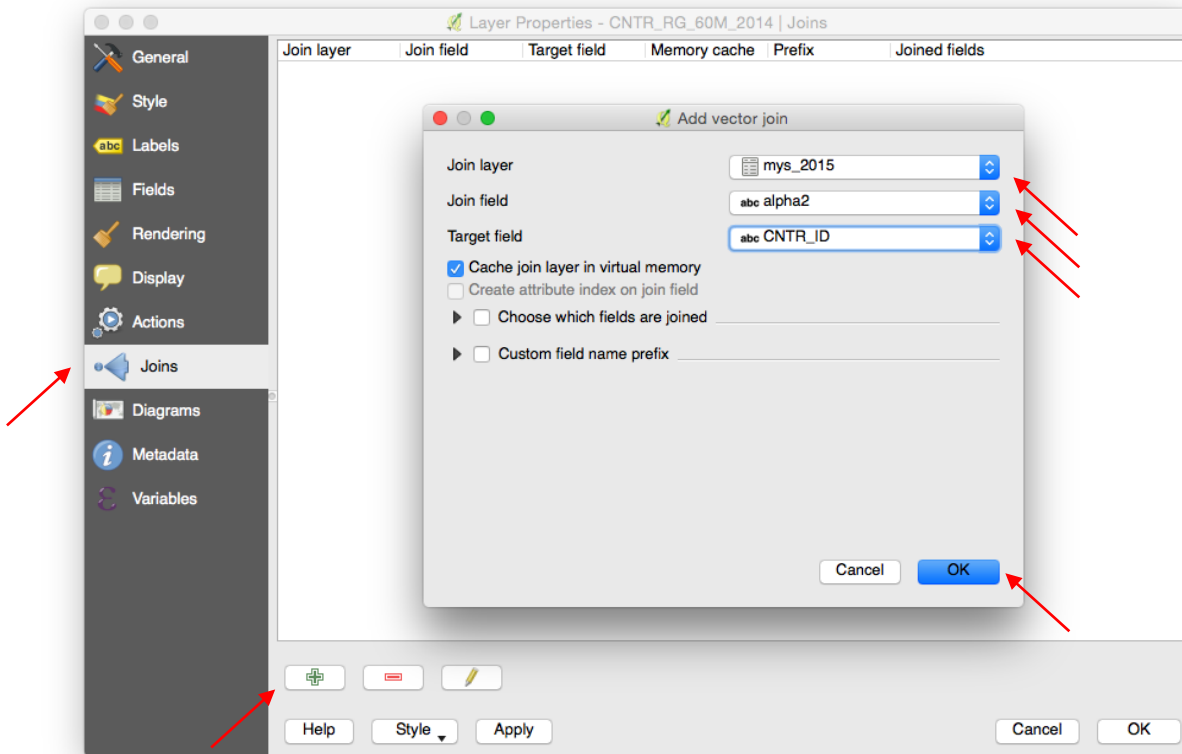 Layer Properties - CNTR_RG_60M_2014 | Joins
General
Style
abc Labels
Fields
Rendering
Display
Actions
Joins
Diagrams
Metadata
Variables
Join layer Join field Target field Memory cache Prefix Joined fields
Add vector join
Join layer mys_2015
Join field abc alpha2
Target field abc CNTR_ID
Cache join layer in virtual memory
Create attribute index on join field
Choose which fields are joined
Custom field name prefix
Cancel OK
Help Style Apply Cancel OK